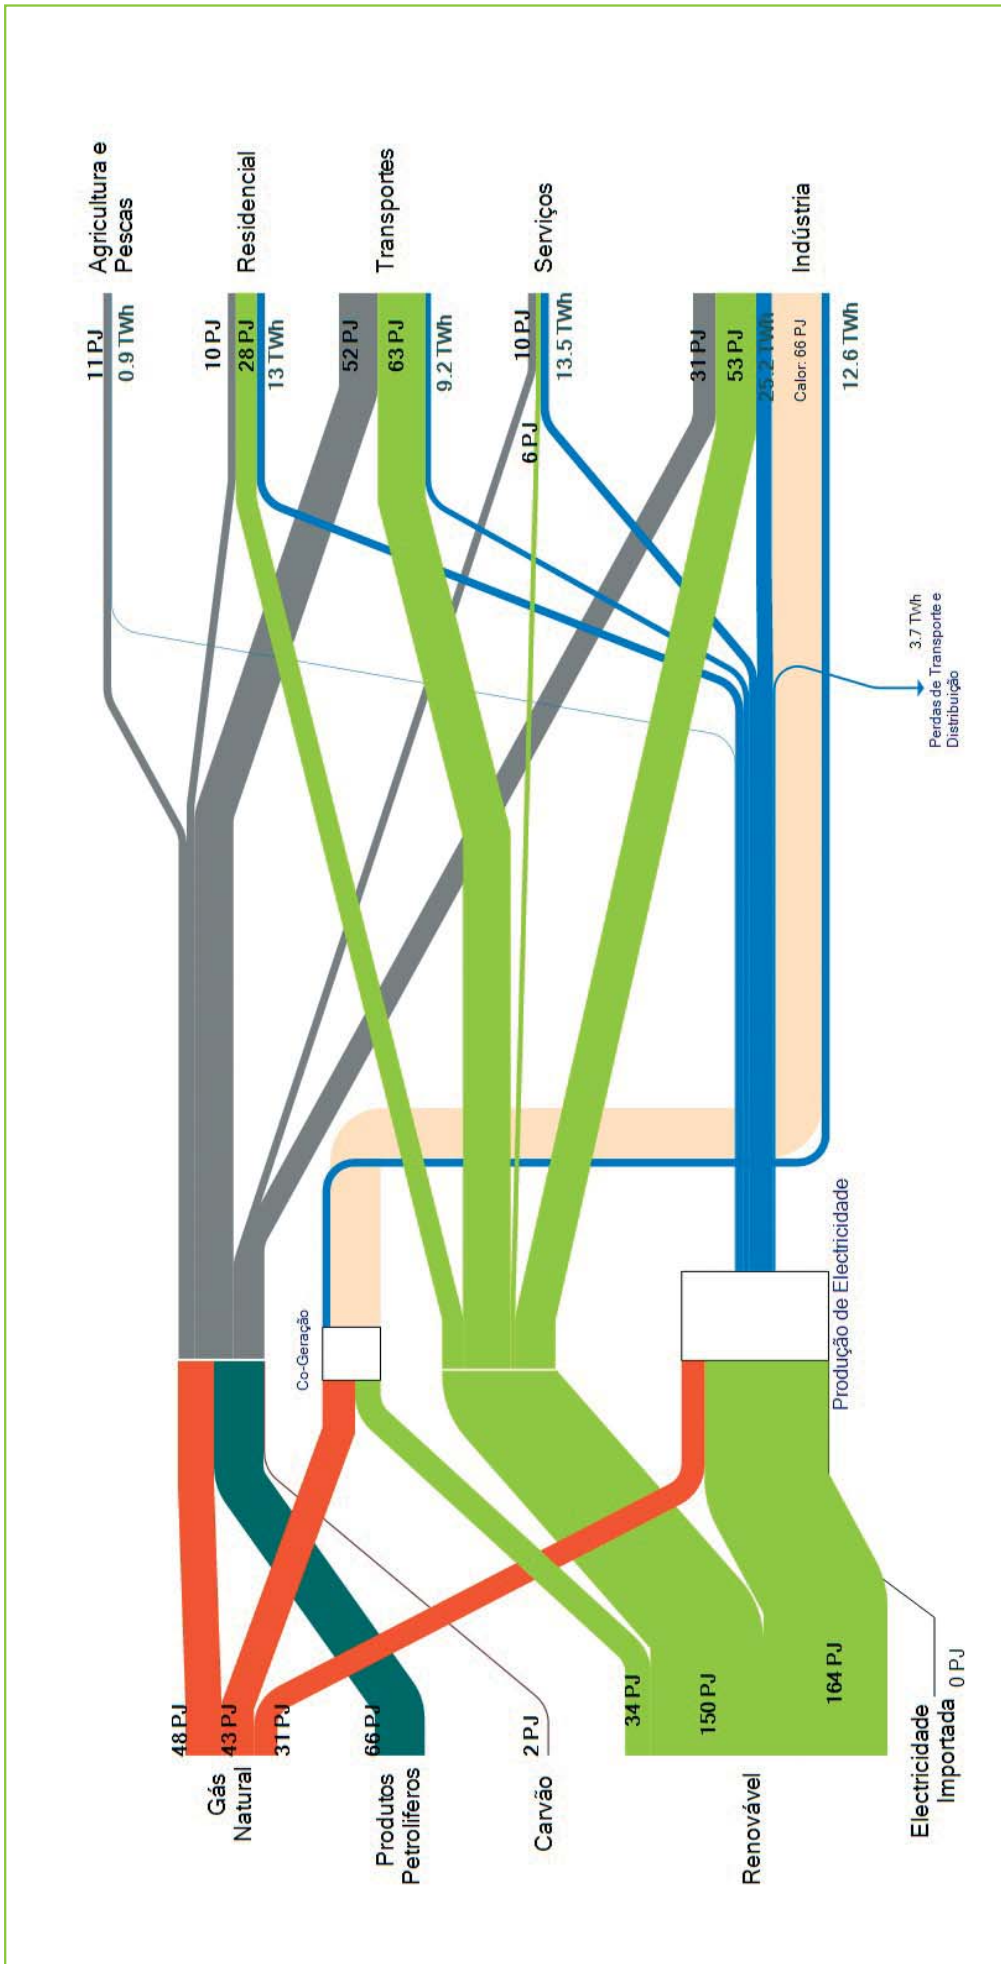 Agricultura e
Pescas
11 PJ
0.9 TWh
Residencial
10 PJ
28 PJ
13 TWh
Transportes
52 PJ
63 PJ
9.2 TWh
Serviços
10 PJ
6 PJ
13.5 TWh
Indústria
31 PJ
53 PJ
25.2 TWh
Calor: 66 PJ
12.6 TWh
3.7 TWh
Perdas de Transporte e
Distribuição
Co-Geração
Produção de Electricidade
48 PJ
43 PJ
31 PJ
Gás
Natural
66 PJ
Produtos
Petrolíferos
2 PJ
Carvão
34 PJ
150 PJ
164 PJ
Renovável
Electricidade
Importada
0 PJ